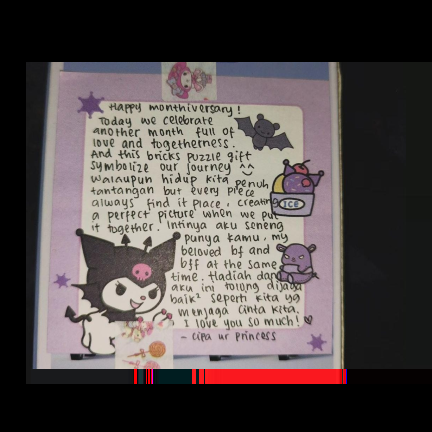 Happy monthiversary!
Today we celebrate
another month full of
love and togetherness.
And this bricks puzzle gift
symbolize our journey ^^
walaupun hidup kita penuh
tantangan but every piece
always find it place, creating
a perfect picture when we put
it together. Intinya aku seneng
punya kamu, my
beloved bf and
bff at the same
time. Hadiah dari
aku ini tolong dijaga
baik² seperti kita yg
menjaga cinta kita.
I love you so much!
- cipa ur princess
ICE